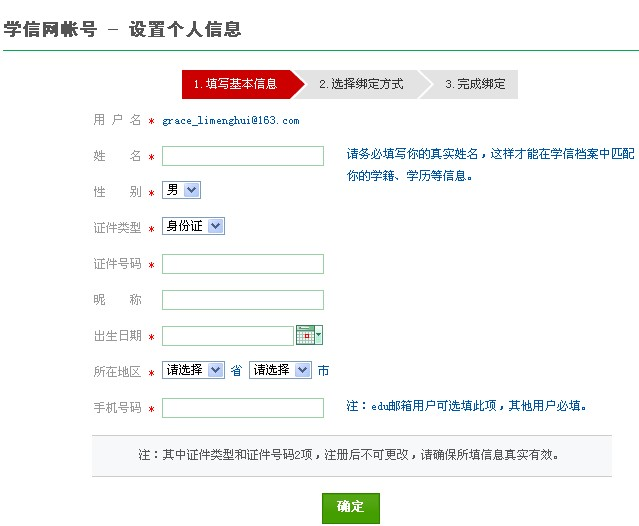 学信网帐号 - 设置个人信息
1.填写基本信息 2.选择绑定方式 3.完成绑定
用户名 * grace_limenghui@163.com
姓名 * 请务必填写你的真实姓名，这样才能在学信档案中匹配
你的学籍、学历等信息。
性别 * 男
证件类型 * 身份证
证件号码 *
昵称
出生日期 *
所在地区 * 请选择 省 请选择 市
手机号码 * 注：edu邮箱用户可选填此项，其他用户必填。
注：其中证件类型和证件号码2项，注册后不可更改，请确保所填信息真实有效。
确定